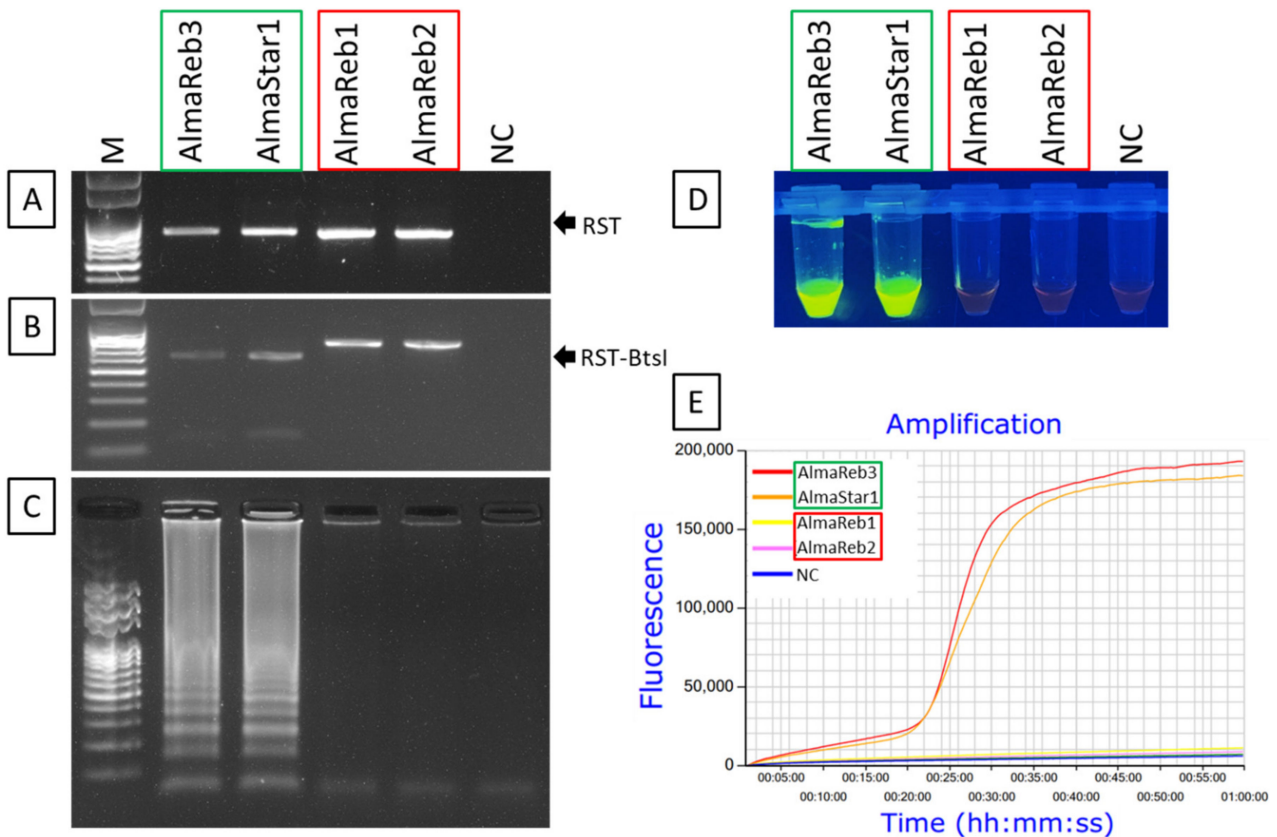 M
AlmaReb3
AlmaStar1
AlmaReb1
AlmaReb2
NC
A
RST
B
RST-BtsI
C
AlmaReb3
AlmaStar1
AlmaReb1
AlmaReb2
NC
D
E
Amplification
200,000
150,000
100,000
50,000
0
Fluorescence
AlmaReb3
AlmaStar1
AlmaReb1
AlmaReb2
NC
00:05:00 00:15:00 00:25:00 00:35:00 00:45:00 00:55:00
00:10:00 00:20:00 00:30:00 00:40:00 00:50:00 01:00:00
Time (hh:mm:ss)